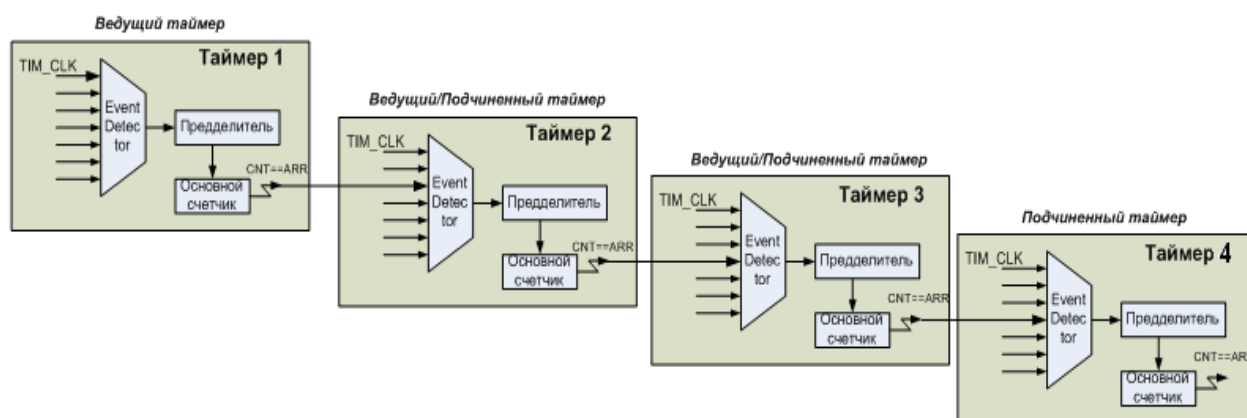 Ведущий таймер
Таймер 1
TIM_CLK
Event
Detec
tor
Предделитель
Основной
счетчик
CNT==ARR
Ведущий/Подчиненный таймер
Таймер 2
TIM_CLK
Event
Detec
tor
Предделитель
Основной
счетчик
CNT==ARR
Ведущий/Подчиненный таймер
Таймер 3
TIM_CLK
Event
Detec
tor
Предделитель
Основной
счетчик
CNT==ARR
Подчиненный таймер
Таймер 4
TIM_CLK
Event
Detec
tor
Предделитель
Основной
счетчик
CNT==AR